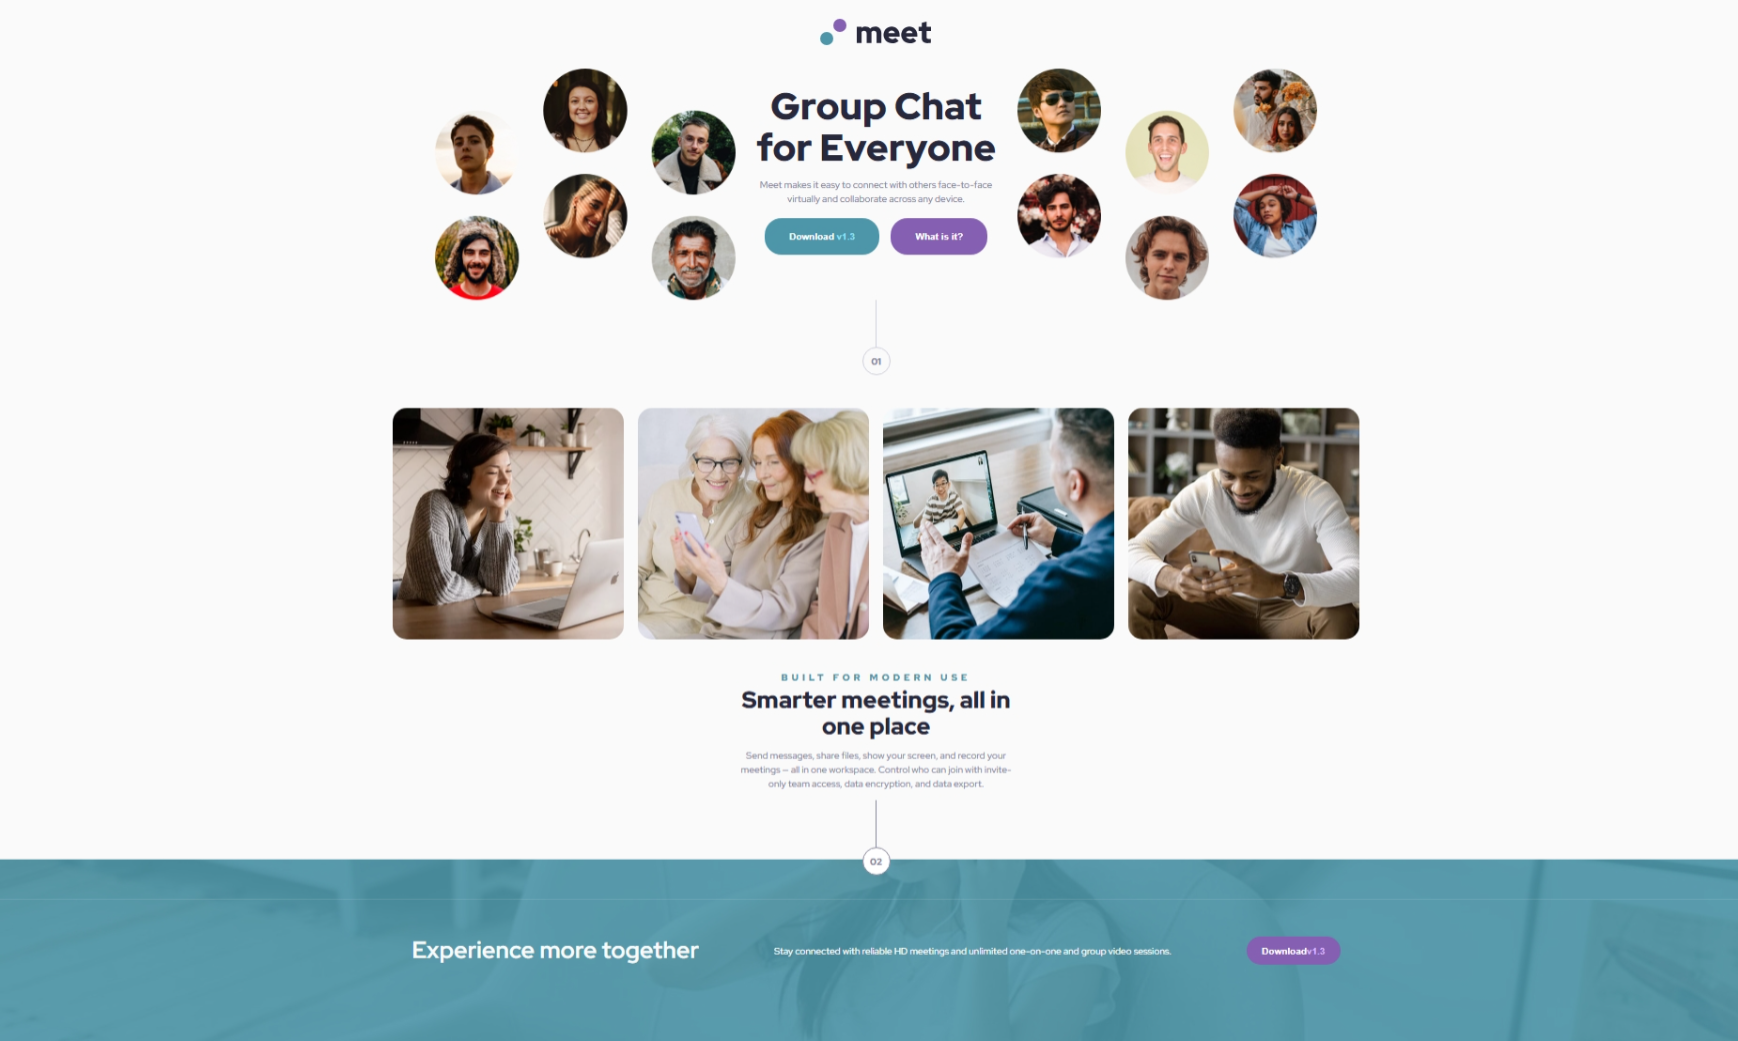 meet
Group Chat
for Everyone
Meet makes it easy to connect with others face-to-face
virtually and collaborate across any device.
Download v1.3
What is it?
01
BUILT FOR MODERN USE
Smarter meetings, all in
one place
Send messages, share files, show your screen, and record your
meetings — all in one workspace. Control who can join with invite-
only team access, data encryption, and data export.
02
Experience more together
Stay connected with reliable HD meetings and unlimited one-on-one and group video sessions.
Downloadv1.3